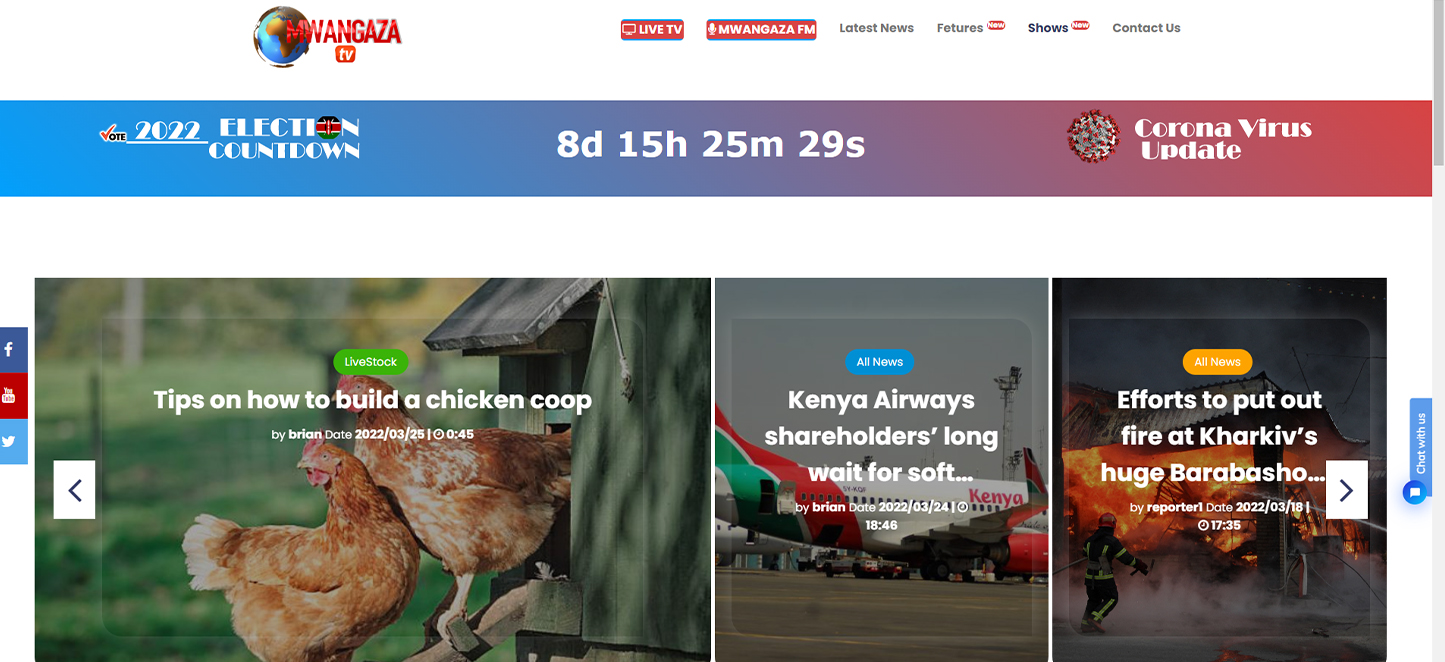 MWANGAZA
tv
LIVE TV
MWANGAZA FM
Latest News
Fetures New
Shows New
Contact Us
VOTE 2022 ELECTION
COUNTDOWN
8d 15h 25m 29s
Corona Virus
Update
LiveStock
Tips on how to build a chicken coop
by brian Date 2022/03/25 | 0:45
All News
Kenya Airways
shareholders’ long
wait for soft...
by brian Date 2022/03/24 |
18:46
5Y-KQF
Kenya
All News
Efforts to put out
fire at Kharkiv’s
huge Barabasho...
by reporter1 Date 2022/03/18 |
17:35
You
Tube
Chat with us